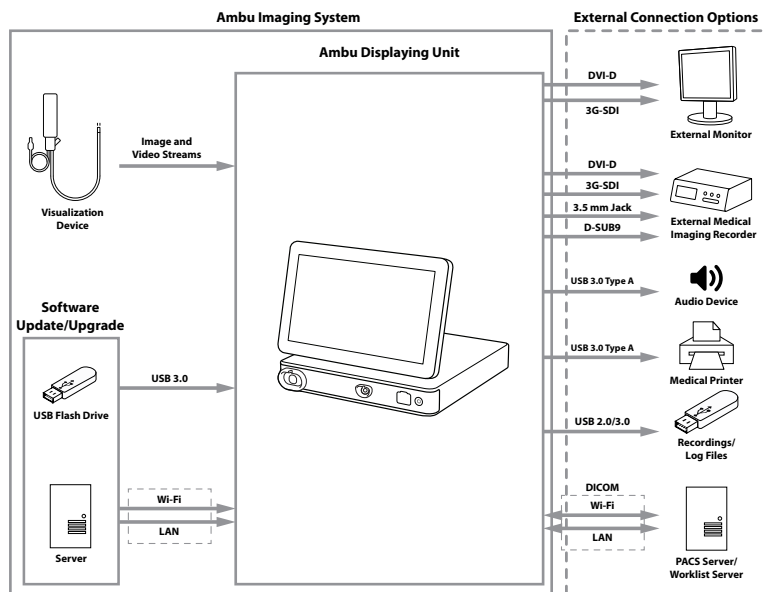 Ambu Imaging System
External Connection Options
Ambu Displaying Unit
Image and
Video Streams
Visualization
Device
Software
Update/Upgrade
USB 3.0
USB Flash Drive
Wi-Fi
LAN
Server
DVI-D
3G-SDI
External Monitor
DVI-D
3G-SDI
3.5 mm Jack
D-SUB9
External Medical
Imaging Recorder
USB 3.0 Type A
Audio Device
USB 3.0 Type A
Medical Printer
USB 2.0/3.0
Recordings/
Log Files
DICOM
Wi-Fi
LAN
PACS Server/
Worklist Server